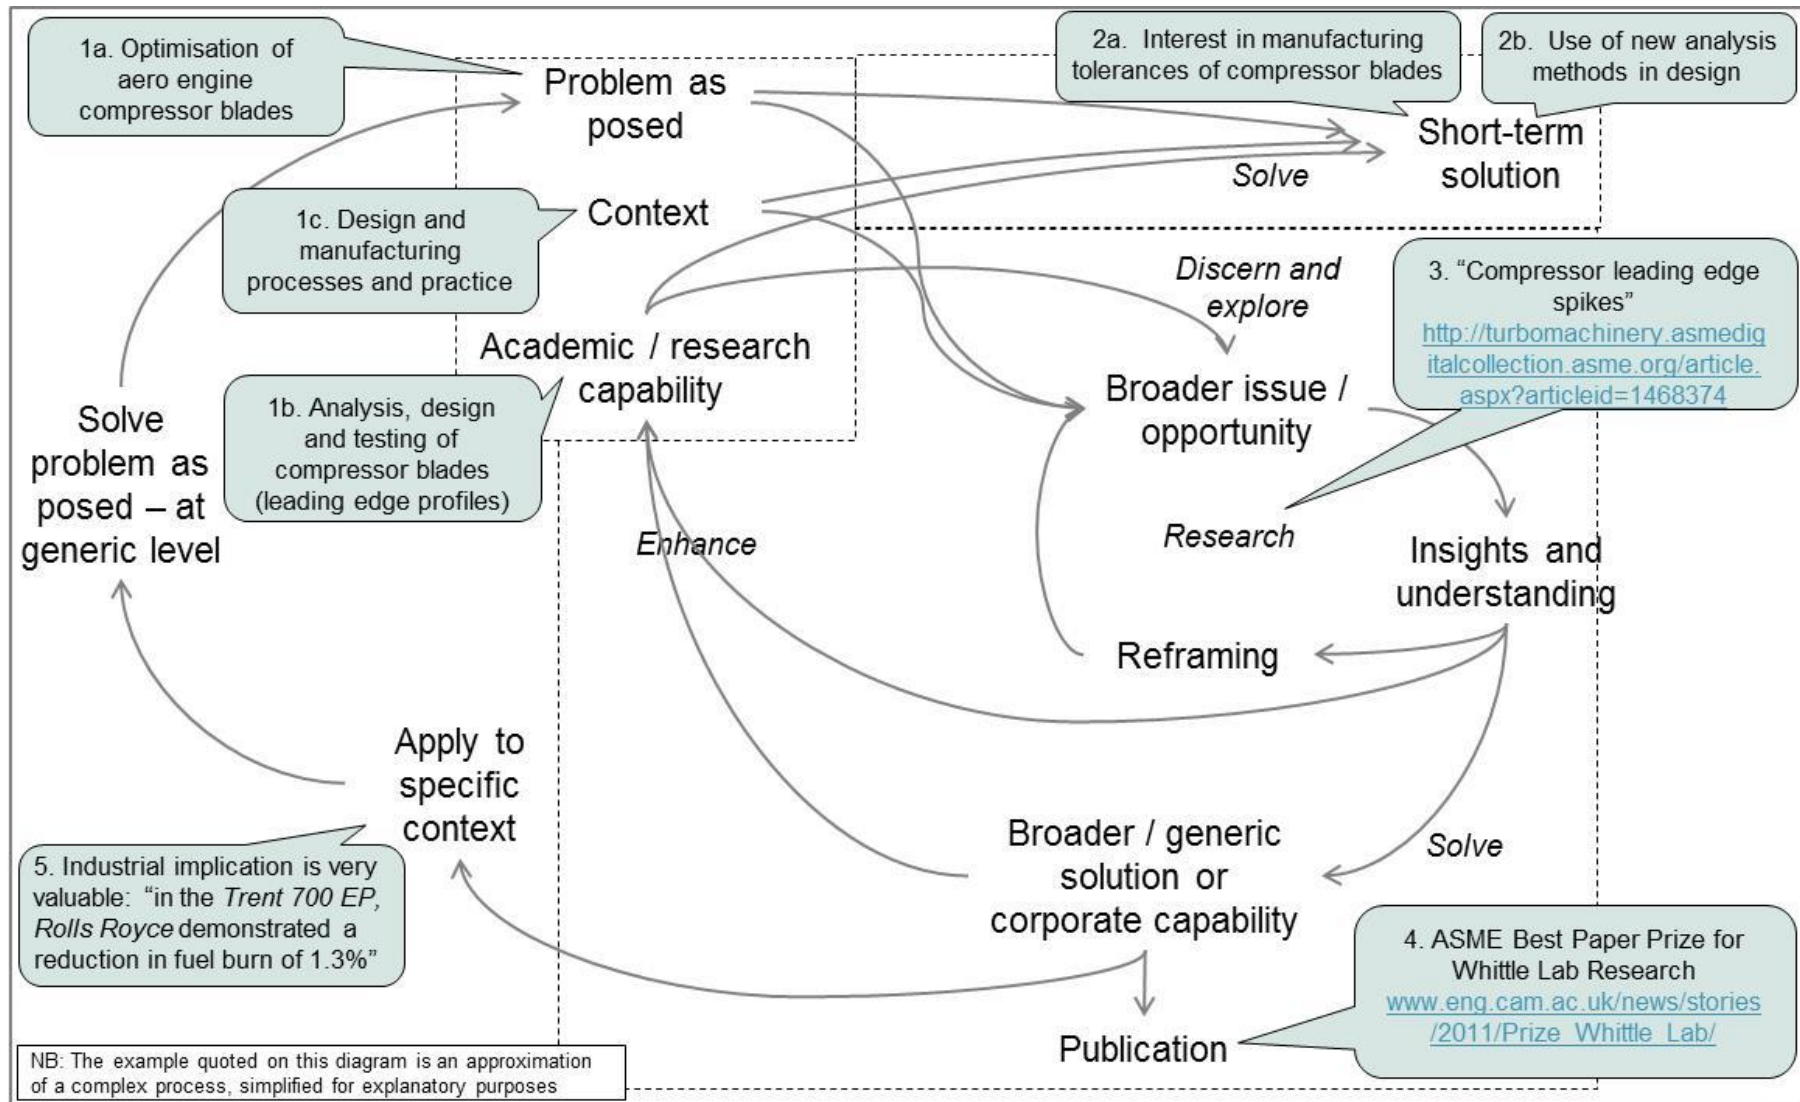 1a. Optimisation of
aero engine
compressor blades
Problem as
posed
2a. Interest in manufacturing
tolerances of compressor blades
2b. Use of new analysis
methods in design
Short-term
solution
Solve
1c. Design and
manufacturing
processes and practice
Context
Discern and
explore
3. “Compressor leading edge
spikes”
http://turbomachinery.asmedig
italcollection.asme.org/article.
aspx?articleid=1468374
Academic / research
capability
1b. Analysis, design
and testing of
compressor blades
(leading edge profiles)
Broader issue /
opportunity
Solve
problem as
posed – at
generic level
Enhance
Research
Insights and
understanding
Reframing
Apply to
specific
context
Broader / generic
solution or
corporate capability
Solve
5. Industrial implication is very
valuable: “in the Trent 700 EP,
Rolls Royce demonstrated a
reduction in fuel burn of 1.3%”
4. ASME Best Paper Prize for
Whittle Lab Research
www.eng.cam.ac.uk/news/stories
/2011/Prize_Whittle_Lab/
Publication
NB: The example quoted on this diagram is an approximation
of a complex process, simplified for explanatory purposes